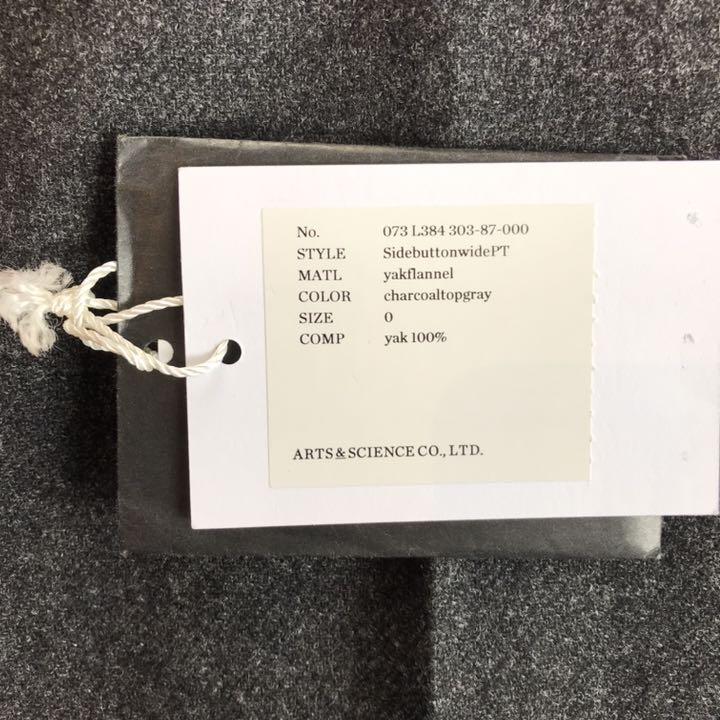 No. 073 L384 303-87-000
STYLE SidebuttonwidePT
MATL yakflannel
COLOR charcoaltopgray
SIZE 0
COMP yak 100%
ARTS&SCIENCE CO., LTD.